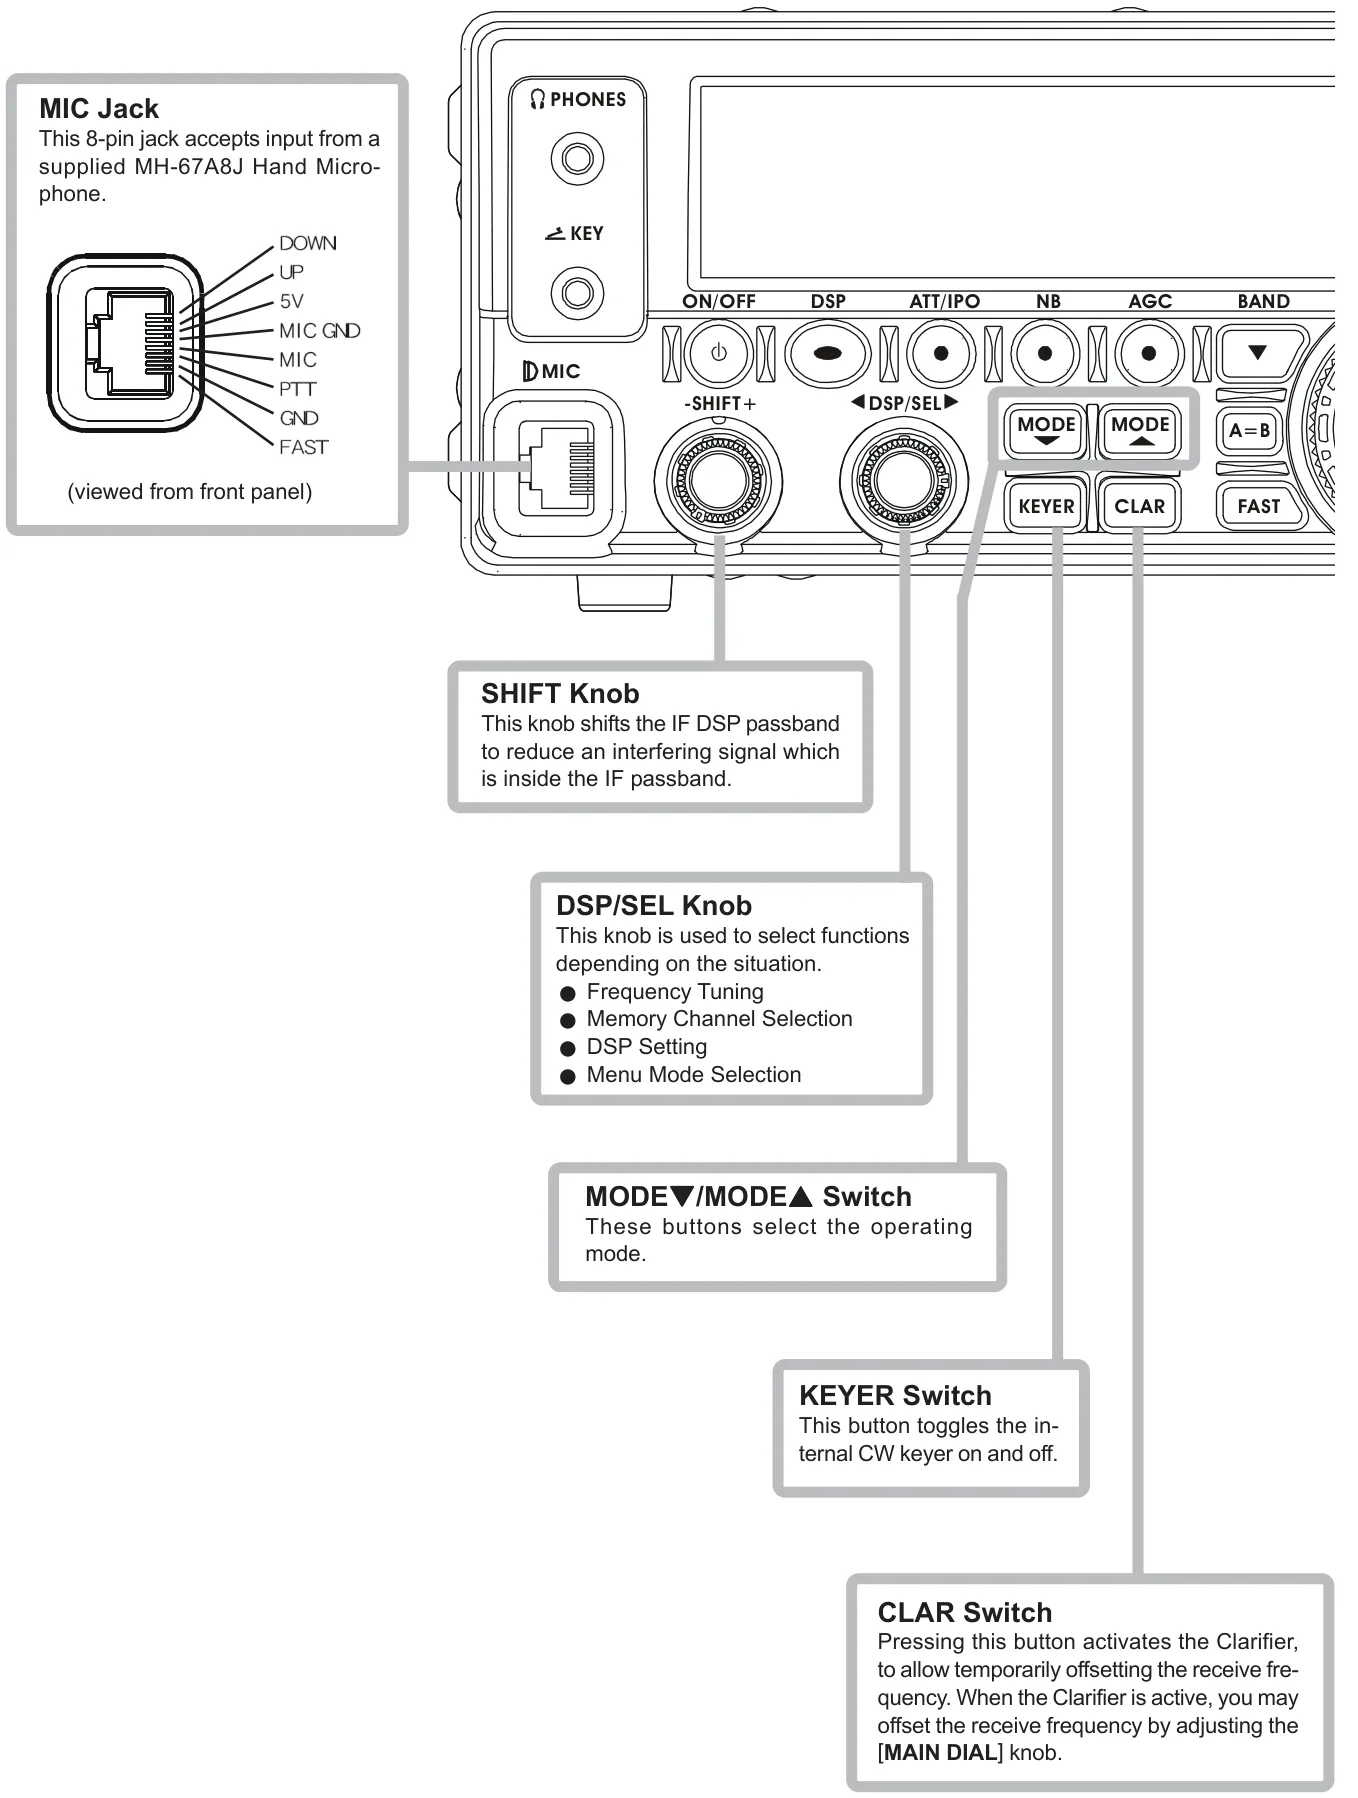 MIC Jack
This 8-pin jack accepts input from a
supplied MH-67A8J Hand Micro-
phone.
DOWN
UP
5V
MIC GND
MIC
PTT
GND
FAST
(viewed from front panel)
PHONES
KEY
MIC
ON/OFF DSP ATT/IPO NB AGC BAND
▼
-SHIFT+ ◀DSP/SEL▶
MODE ▼ MODE ▲ A=B
KEYER CLAR FAST
SHIFT Knob
This knob shifts the IF DSP passband
to reduce an interfering signal which
is inside the IF passband.
DSP/SEL Knob
This knob is used to select functions
depending on the situation.
● Frequency Tuning
● Memory Channel Selection
● DSP Setting
● Menu Mode Selection
MODE▼/MODE▲ Switch
These buttons select the operating
mode.
KEYER Switch
This button toggles the in-
ternal CW keyer on and off.
CLAR Switch
Pressing this button activates the Clarifier,
to allow temporarily offsetting the receive fre-
quency. When the Clarifier is active, you may
offset the receive frequency by adjusting the
[MAIN DIAL] knob.